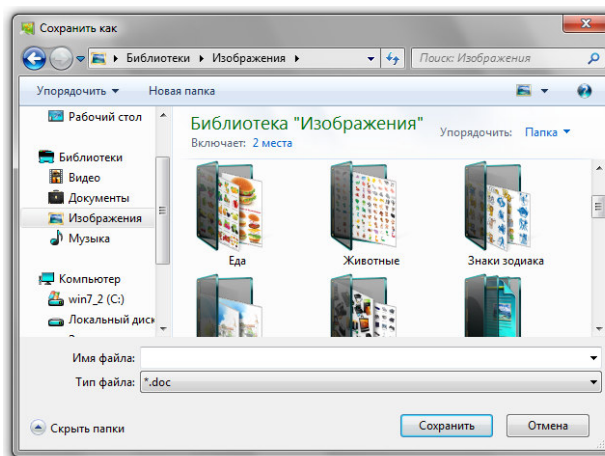 Сохранить как
Библиотеки Изображения
Поиск: Изображения
Упорядочить Новая папка
Рабочий стол
Библиотеки
Видео
Документы
Изображения
Музыка
Компьютер
win7_2 (C:)
Локальный диск
Библиотека "Изображения"
Включает: 2 места
Упорядочить: Папка
Еда
Животные
Знаки зодиака
Имя файла:
Тип файла: *.doc
Скрыть папки
Сохранить
Отмена